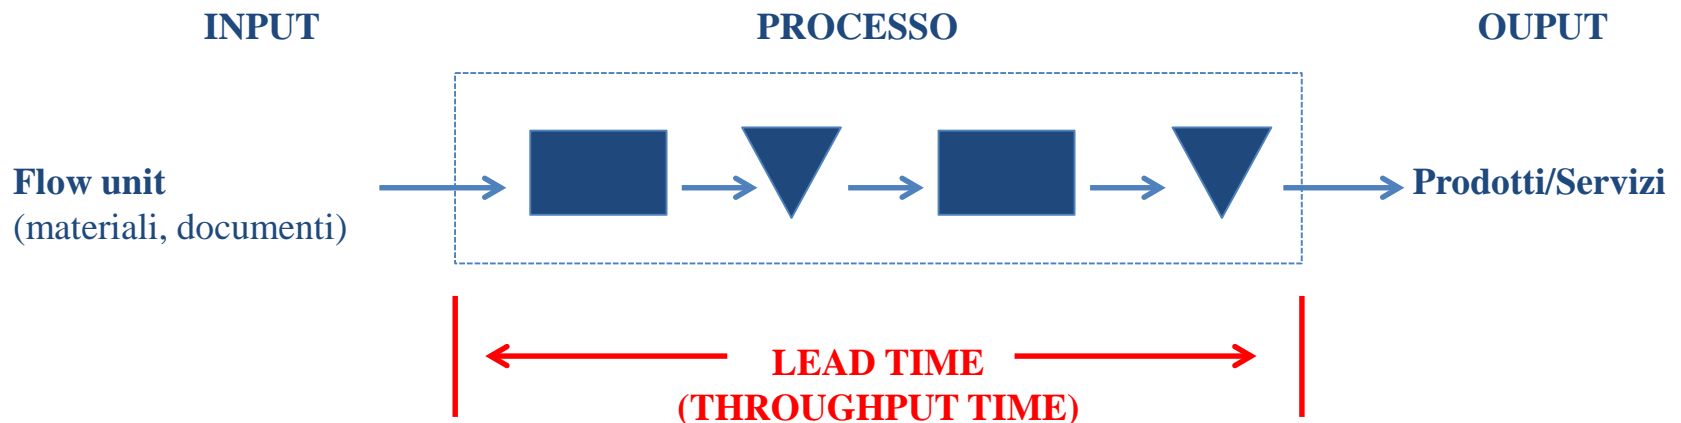 INPUT
PROCESSO
OUPUT
Flow unit
(materiali, documenti)
Prodotti/Servizi
LEAD TIME
(THROUGHPUT TIME)